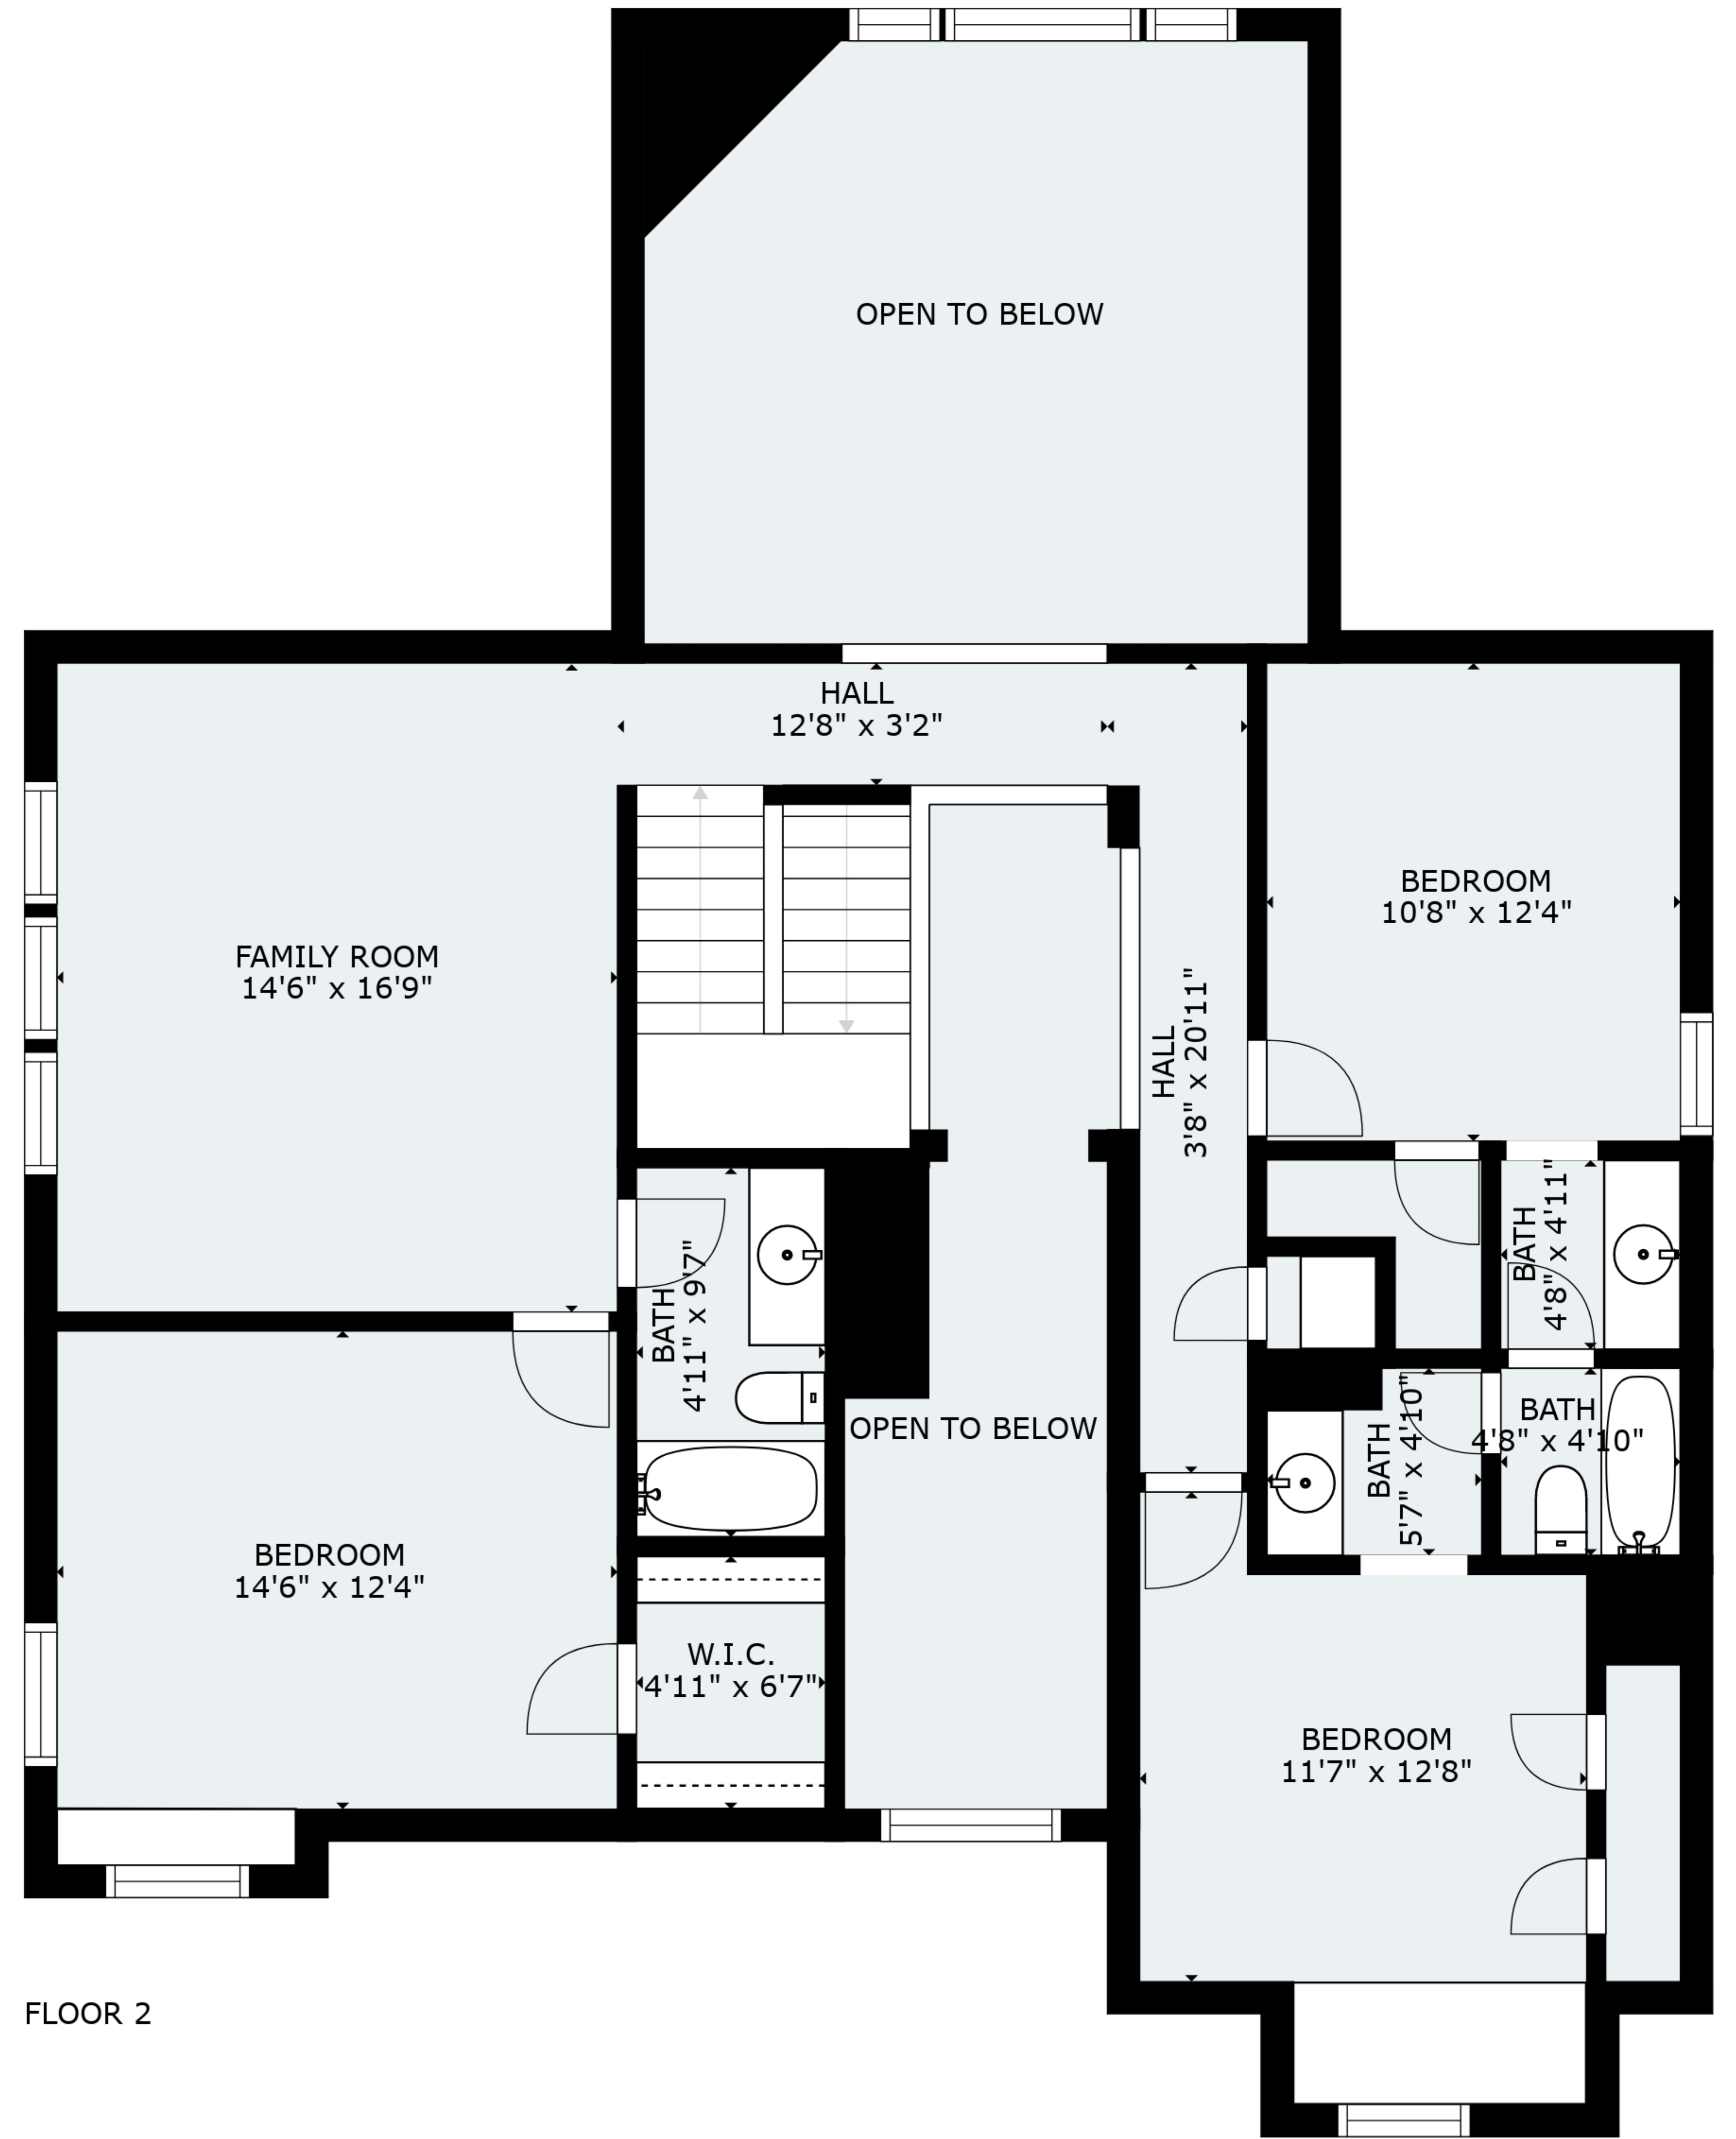 OPEN TO BELOW
HALL
12'8" x 3'2"
BEDROOM
10'8" x 12'4"
FAMILY ROOM
14'6" x 16'9"
HALL
3'8" x 20'11"
BATH
4'8" x 4'11"
BATH
4'11" x 9'7"
OPEN TO BELOW
BATH
5'7" x 4'10"
BATH
4'8" x 4'10"
BEDROOM
14'6" x 12'4"
W.I.C.
4'11" x 6'7"
BEDROOM
11'7" x 12'8"
FLOOR 2